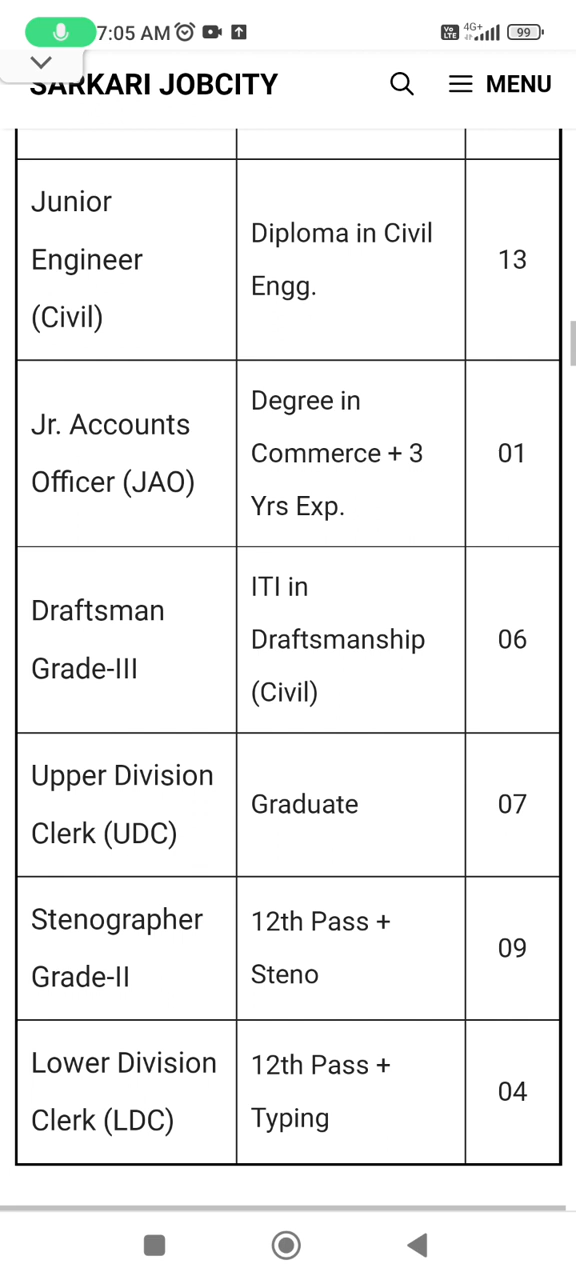 7:05 AM
Vo LTE 4G+ 99
SARKARI JOBCITY
MENU
Junior
Engineer
(Civil)
Diploma in Civil
Engg.
13
Jr. Accounts
Officer (JAO)
Degree in
Commerce + 3
Yrs Exp.
01
Draftsman
Grade-III
ITI in
Draftsmanship
(Civil)
06
Upper Division
Clerk (UDC)
Graduate
07
Stenographer
Grade-II
12th Pass +
Steno
09
Lower Division
Clerk (LDC)
12th Pass +
Typing
04